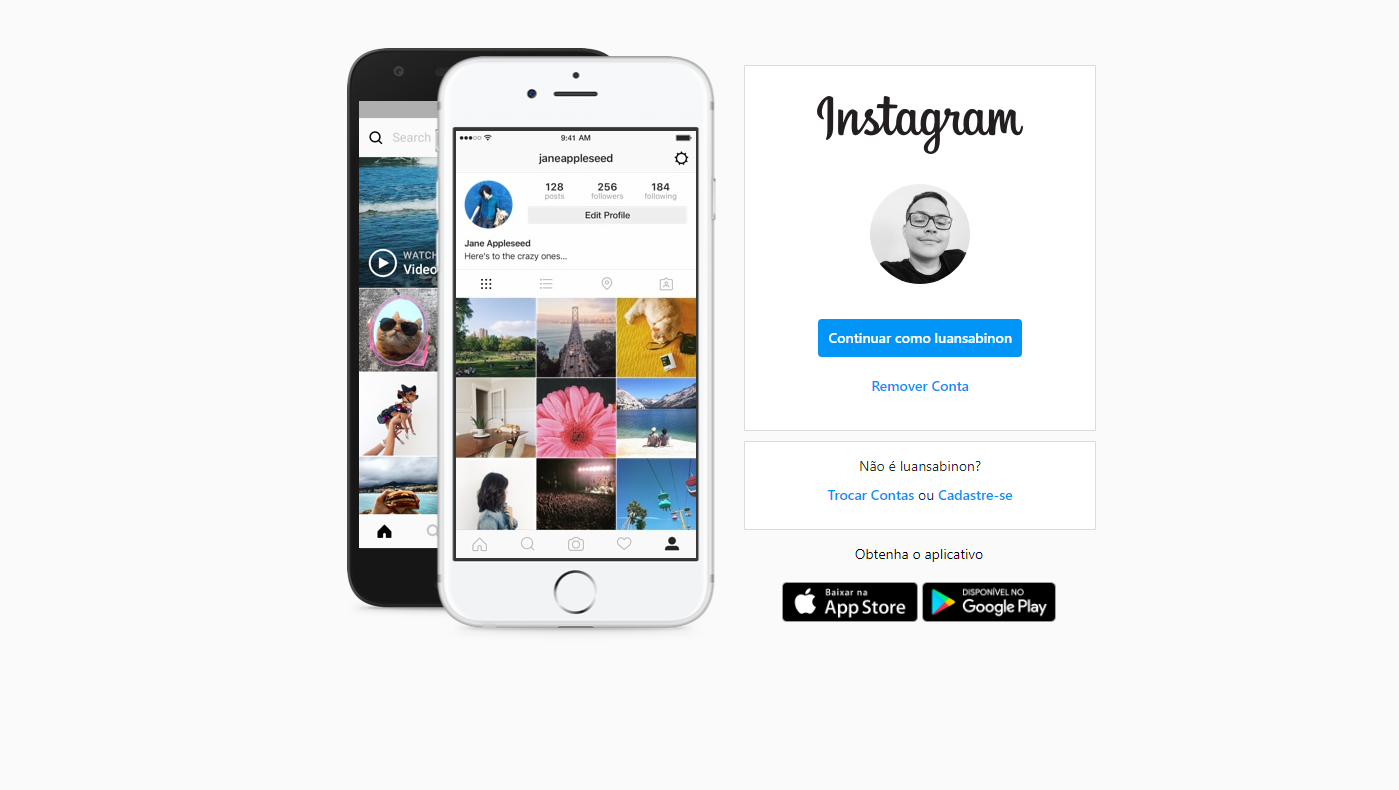 Search
WATCH
Video
9:41 AM
janeappleseed
128
256
184
posts
followers
following
Edit Profile
Jane Appleseed
Here's to the crazy ones...
Instagram
Continuar como luansabinon
Remover Conta
Não é luansabinon?
Trocar Contas ou Cadastre-se
Obtenha o aplicativo
Baixar na
App Store
DISPONÍVEL NO
Google Play